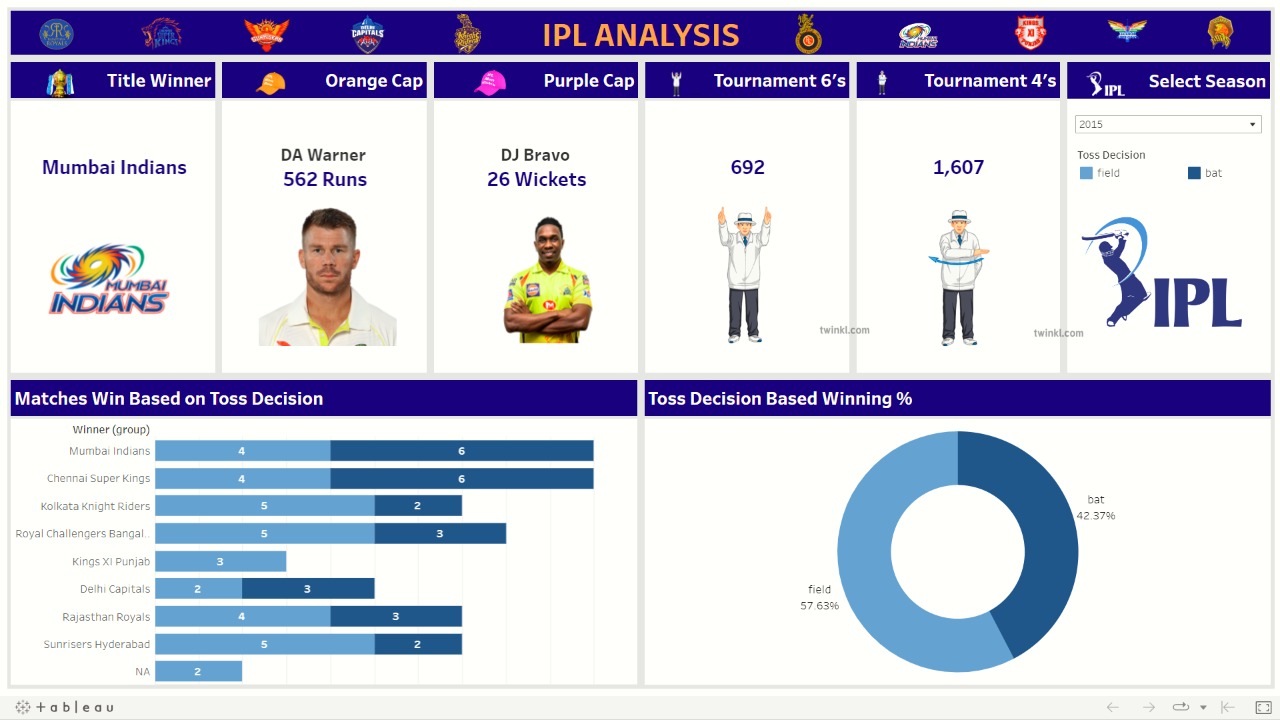 IPL ANALYSIS
Title Winner
Orange Cap
Purple Cap
Tournament 6's
Tournament 4's
IPL
Select Season
Mumbai Indians
MUMBAI
INDIANS
DA Warner
562 Runs
DJ Bravo
26 Wickets
692
twinkl.com
1,607
twinkl.com
2015
Toss Decision
field
bat
IPL
Matches Win Based on Toss Decision
Winner (group)
Mumbai Indians 4 6
Chennai Super Kings 4 6
Kolkata Knight Riders 5 2
Royal Challengers Bangal.. 5 3
Kings XI Punjab 3
Delhi Capitals 2 3
Rajasthan Royals 4 3
Sunrisers Hyderabad 5 2
NA 2
Toss Decision Based Winning %
bat
42.37%
field
57.63%
+ableau